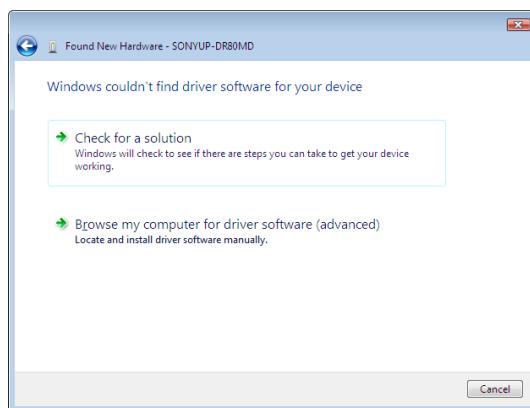 Found New Hardware - SONYUP-DR80MD
Windows couldn't find driver software for your device
Check for a solution
Windows will check to see if there are steps you can take to get your device
working.
Browse my computer for driver software (advanced)
Locate and install driver software manually.
Cancel